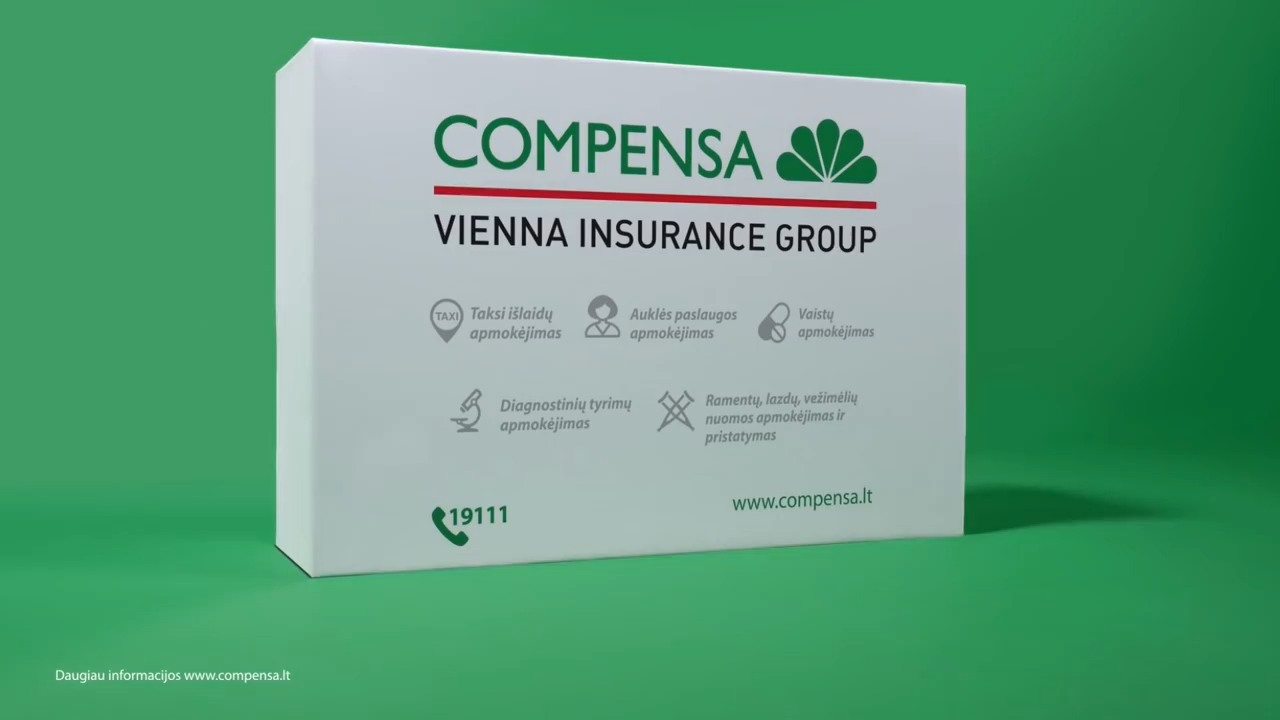 COMPENSA
VIENNA INSURANCE GROUP
TAXI
Taksi išlaidų
apmokėjimas
Auklės paslaugos
apmokėjimas
Vaistų
apmokėjimas
Diagnostinių tyrimų
apmokėjimas
Ramentų, lazdų, vežimėlių
nuomos apmokėjimas ir
pristatymas
19111
www.compensa.lt
Daugiau informacijos www.compensa.lt